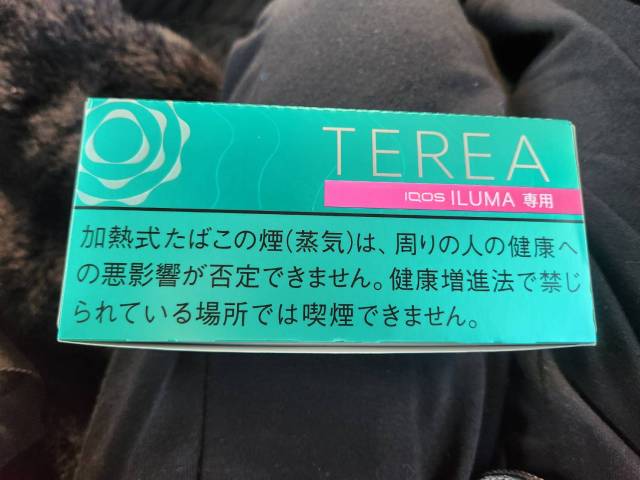 TEREA
IQOS ILUMA 専用
加熱式たばこの煙(蒸気)は、周りの人の健康へ
の悪影響が否定できません。健康増進法で禁じ
られている場所では喫煙できません。